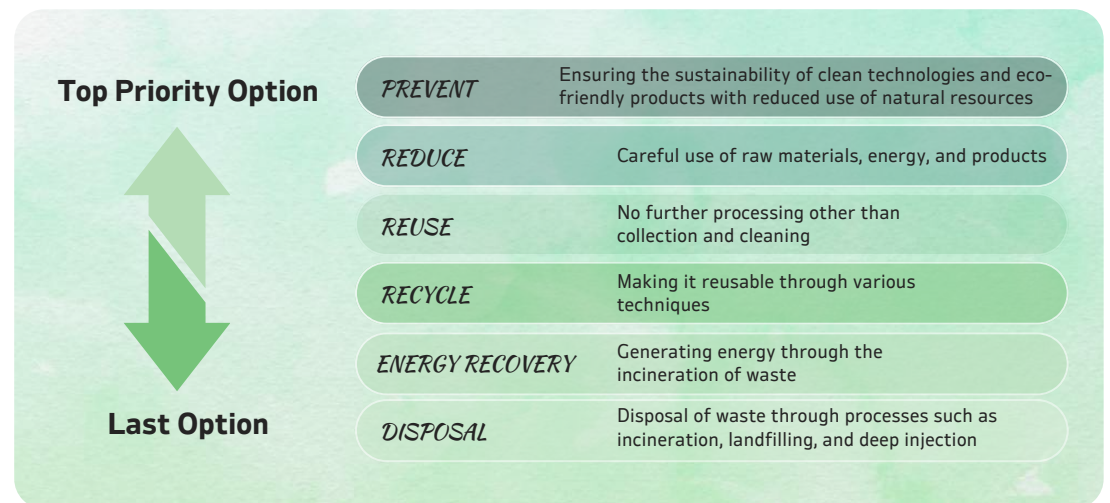 Top Priority Option
PREVENT
Ensuring the sustainability of clean technologies and eco-
friendly products with reduced use of natural resources
REDUCE
Careful use of raw materials, energy, and products
REUSE
No further processing other than
collection and cleaning
RECYCLE
Making it reusable through various
techniques
ENERGY RECOVERY
Generating energy through the
incineration of waste
Last Option
DISPOSAL
Disposal of waste through processes such as
incineration, landfilling, and deep injection